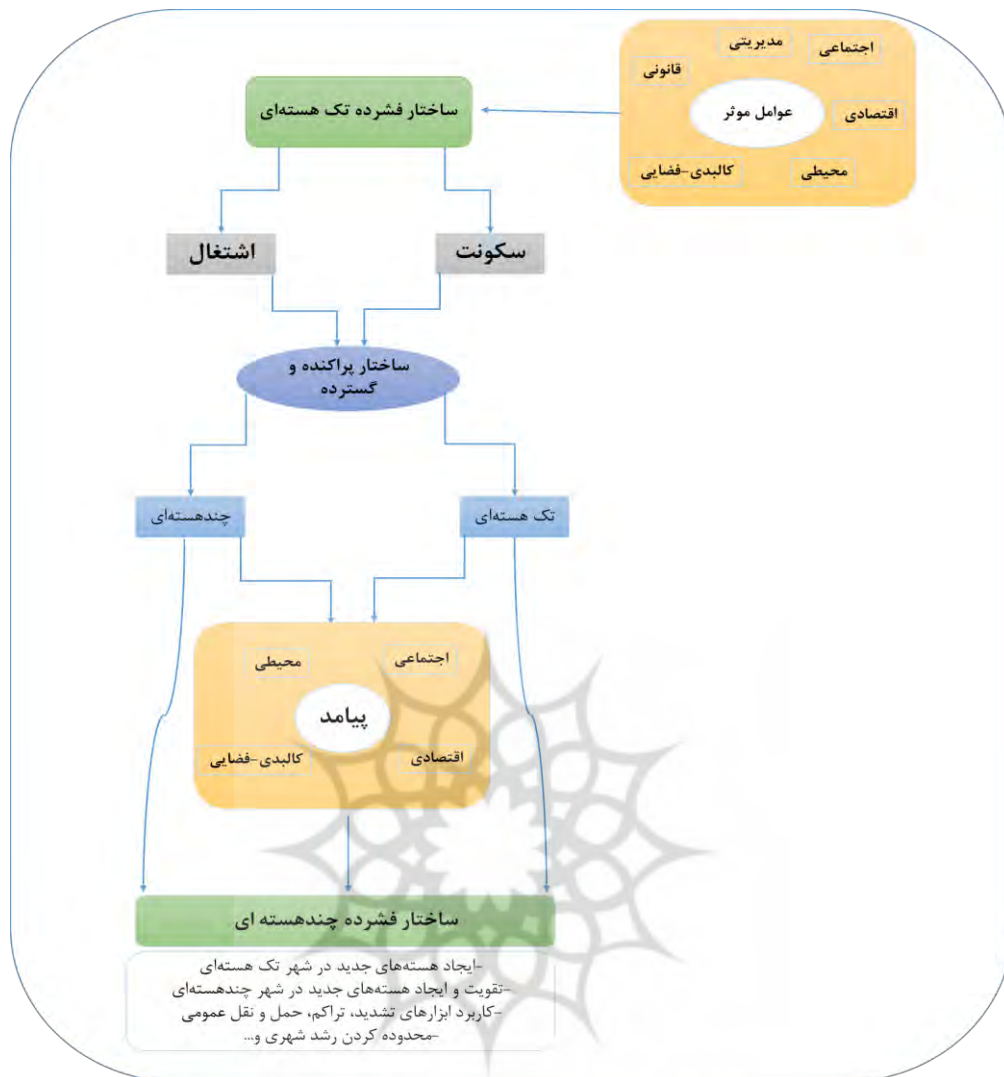 اجتماعی
مدیریتی
قانونی
عوامل موثر
اقتصادی
محیطی
کالبدی-فضایی
ساختار فشرده تک هسته‌ای
سکونت
اشتغال
ساختار پراکنده و
گسترده
تک هسته‌ای
چندهسته‌ای
اجتماعی
محیطی
پیامد
اقتصادی
کالبدی-فضایی
ساختار فشرده چندهسته ای
-ایجاد هسته‌های جدید در شهر تک هسته‌ای
-تقویت و ایجاد هسته‌های جدید در شهر چندهسته‌ای
-کاربرد ابزارهای تشدید، تراکم، حمل و نقل عمومی
-محدوده کردن رشد شهری و...